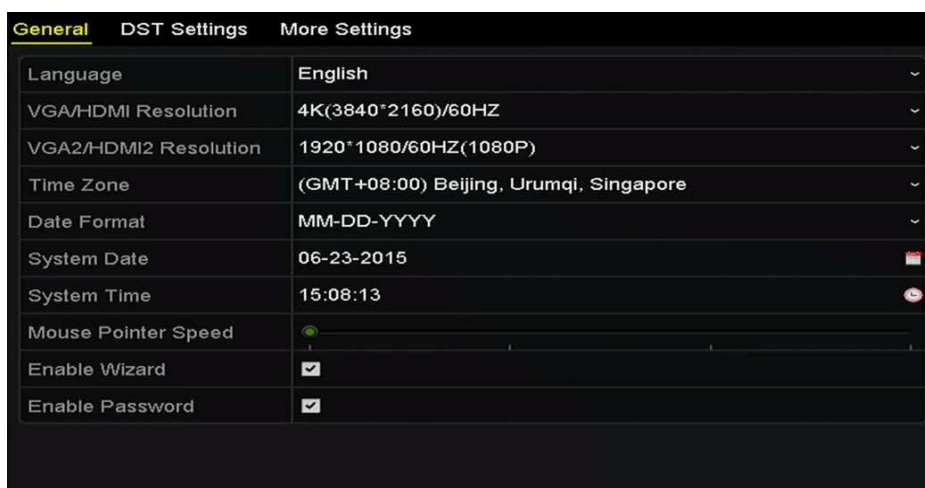 General DST Settings More Settings
Language English
VGA/HDMI Resolution 4K(3840*2160)/60HZ
VGA2/HDMI2 Resolution 1920*1080/60HZ(1080P)
Time Zone (GMT+08:00) Beijing, Urumqi, Singapore
Date Format MM-DD-YYYY
System Date 06-23-2015
System Time 15:08:13
Mouse Pointer Speed
Enable Wizard
Enable Password